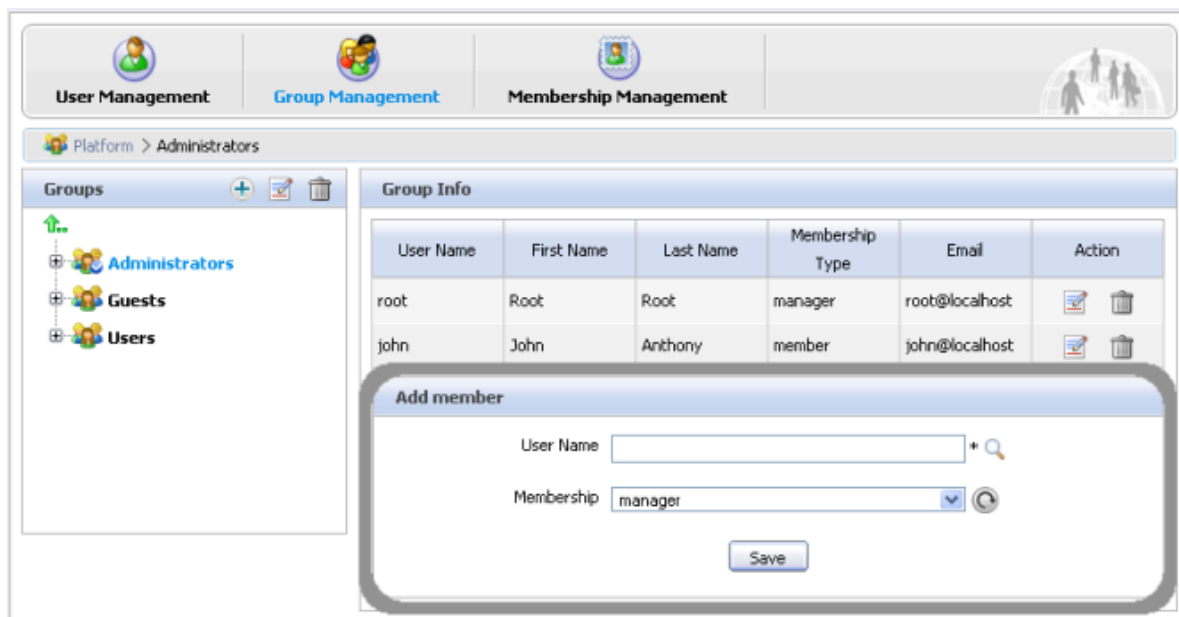 User Management Group Management Membership Management
Platform > Administrators
Groups
Administrators
Guests
Users
Group Info
User Name First Name Last Name Membership Type Email Action
root Root Root manager root@localhost
john John Anthony member john@localhost
Add member
User Name *
Membership manager
Save